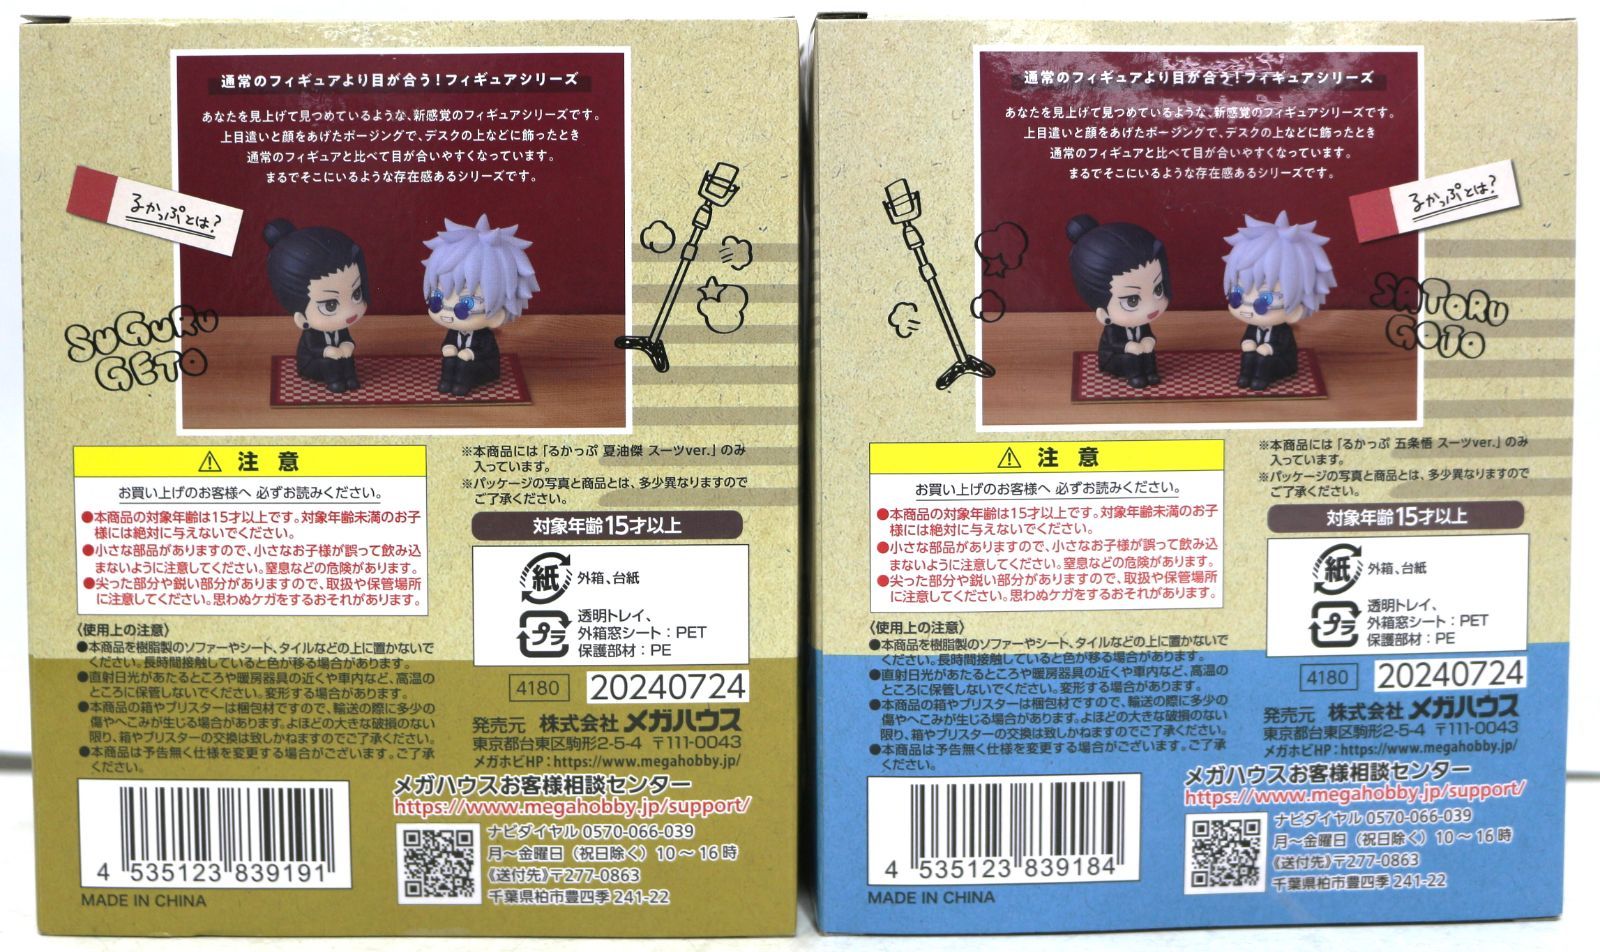 通常のフィギュアより目が合う!フィギュアシリーズ
あなたを見上げて見つめているような、新感覚のフィギュアシリーズです。
上目遣いと顔をあげたポージングで、デスクの上などに飾ったとき
通常のフィギュアと比べて目が合いやすくなっています。
まるでそこにいるような存在感あるシリーズです。
るかっぷとは?
SUGURU
GETO
⚠ 注意
お買い上げのお客様へ 必ずお読みください。
●本商品の対象年齢は15才以上です。対象年齢未満のお子
様には絶対に与えないでください。
●小さな部品がありますので、小さなお子様が誤って飲み込
まないように注意してください。窒息などの危険があります。
●尖った部分や鋭い部分がありますので、取扱や保管場所
に注意してください。思わぬケガをするおそれがあります。
〈使用上の注意〉
●本商品を樹脂製のソファーやシート、タイルなどの上に置かないで
ください。長時間接触していると色が移る場合があります。
●直射日光があたるところや暖房器具の近くや車内など、高温の
ところに保管しないでください。変形する場合があります。
●本商品の箱やブリスターは梱包材ですので、輸送の際に多少の
傷やへこみが生じる場合があります。よほどの大きな破損のない
限り、箱やブリスターの交換は致しかねますのでご了承ください。
●本商品は予告無く仕様を変更する場合がございます。ご了承
ください。
4 535123 839191
MADE IN CHINA
※本商品には「るかっぷ 夏油傑 スーツver.」のみ
入っています。
※パッケージの写真と商品とは、多少異なりますので
ご了承ください。
対象年齢15才以上
紙 外箱、台紙
プラ 透明トレイ、
外箱窓シート:PET
保護部材:PE
4180 20240724
発売元 株式会社 メガハウス
東京都台東区駒形2-5-4 〒111-0043
メガホビHP:https://www.megahobby.jp/
メガハウスお客様相談センター
https://www.megahobby.jp/support/
ナビダイヤル 0570-066-039
月〜金曜日(祝日除く)10〜16時
《送付先》〒277-0863
千葉県柏市豊四季241-22
通常のフィギュアより目が合う!フィギュアシリーズ
あなたを見上げて見つめているような、新感覚のフィギュアシリーズです。
上目遣いと顔をあげたポージングで、デスクの上などに飾ったとき
通常のフィギュアと比べて目が合いやすくなっています。
まるでそこにいるような存在感あるシリーズです。
るかっぷとは?
SATORU
GOJO
⚠ 注意
お買い上げのお客様へ 必ずお読みください。
●本商品の対象年齢は15才以上です。対象年齢未満のお子
様には絶対に与えないでください。
●小さな部品がありますので、小さなお子様が誤って飲み込
まないように注意してください。窒息などの危険があります。
●尖った部分や鋭い部分がありますので、取扱や保管場所
に注意してください。思わぬケガをするおそれがあります。
〈使用上の注意〉
●本商品を樹脂製のソファーやシート、タイルなどの上に置かないで
ください。長時間接触していると色が移る場合があります。
●直射日光があたるところや暖房器具の近くや車内など、高温の
ところに保管しないでください。変形する場合があります。
●本商品の箱やブリスターは梱包材ですので、輸送の際に多少の
傷やへこみが生じる場合があります。よほどの大きな破損のない
限り、箱やブリスターの交換は致しかねますのでご了承ください。
●本商品は予告無く仕様を変更する場合がございます。ご了承
ください。
4 535123 839184
MADE IN CHINA
※本商品には「るかっぷ 五条悟 スーツver.」のみ
入っています。
※パッケージの写真と商品とは、多少異なりますので
ご了承ください。
対象年齢15才以上
紙 外箱、台紙
プラ 透明トレイ、
外箱窓シート:PET
保護部材:PE
4180 20240724
発売元 株式会社 メガハウス
東京都台東区駒形2-5-4 〒111-0043
メガホビHP:https://www.megahobby.jp/
メガハウスお客様相談センター
https://www.megahobby.jp/support/
ナビダイヤル 0570-066-039
月〜金曜日(祝日除く)10〜16時
《送付先》〒277-0863
千葉県柏市豊四季241-22